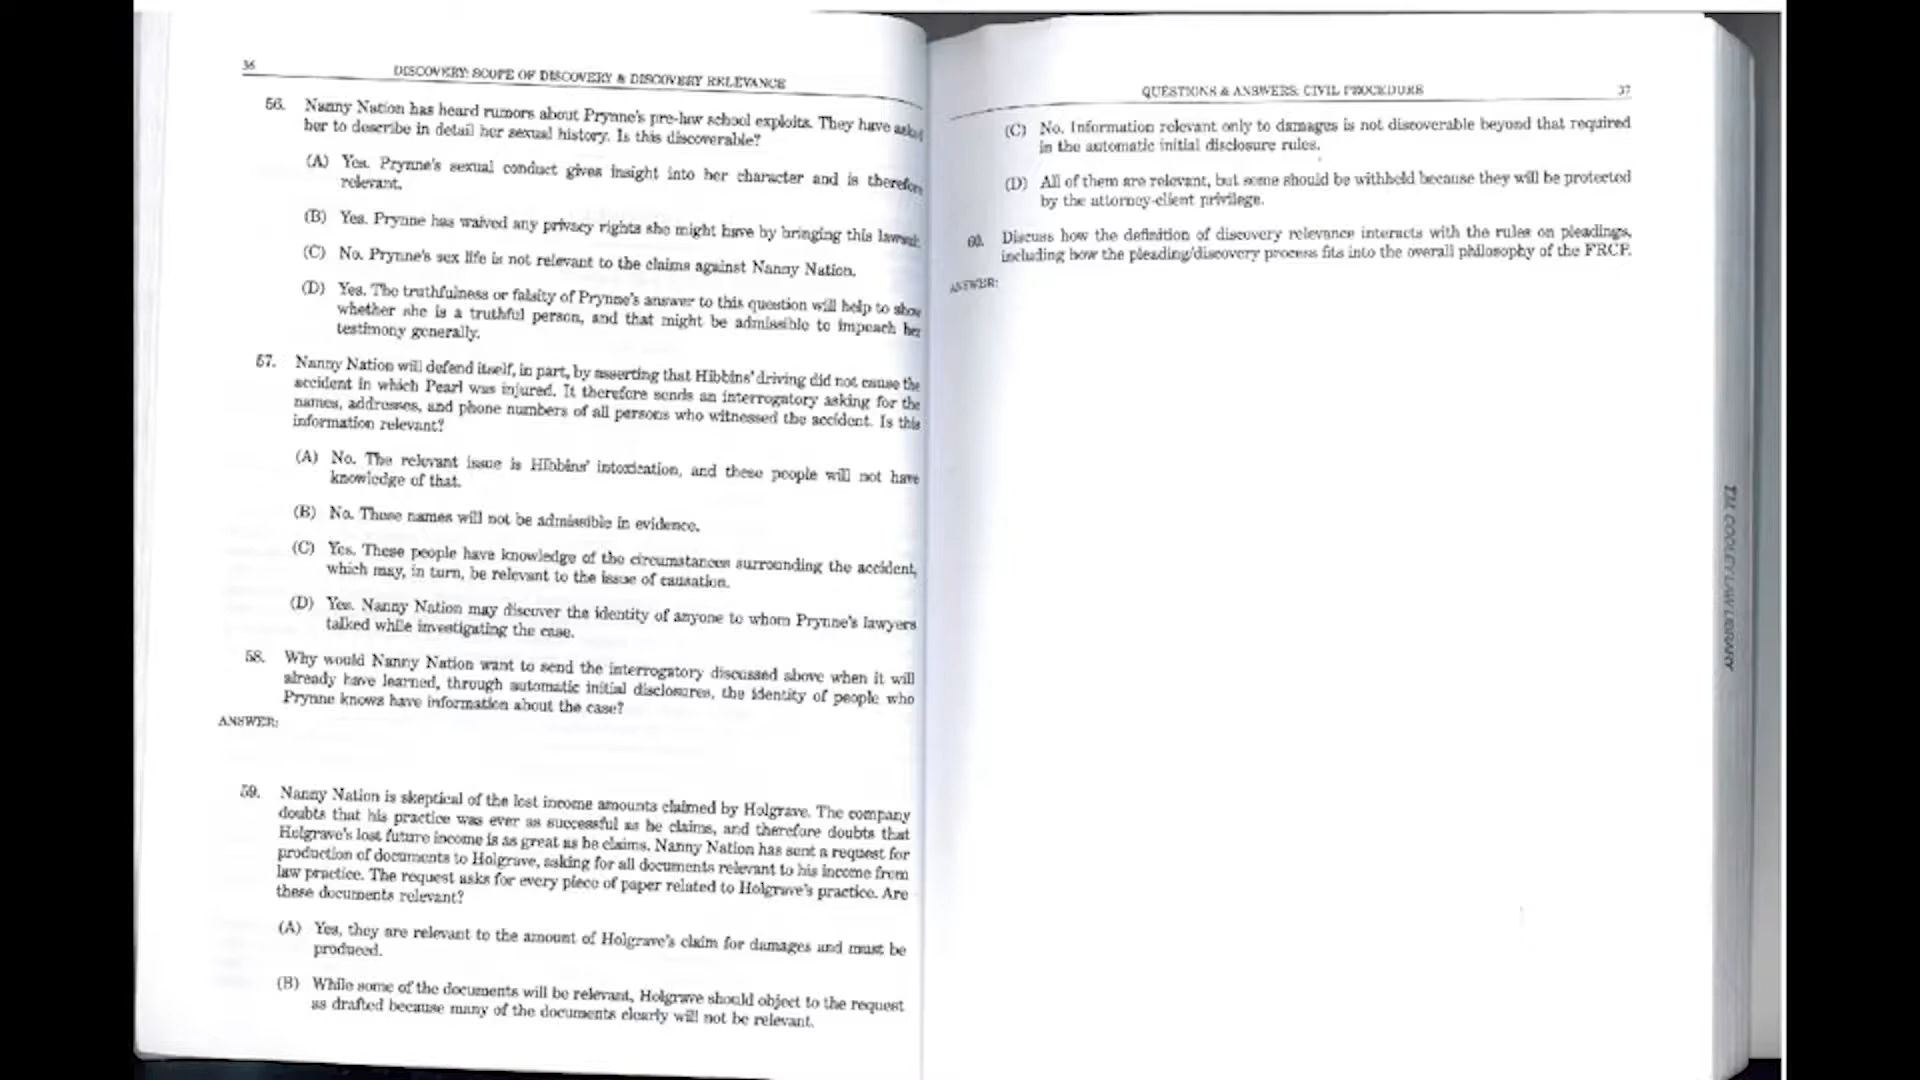 36
DISCOVERY: SCOPE OF DISCOVERY & DISCOVERY RELEVANCE
56. Nanny Nation has heard rumors about Prynne's pre-law school exploits. They have asked
her to describe in detail her sexual history. Is this discoverable?
(A) Yes. Prynne's sexual conduct gives insight into her character and is therefore
relevant.
(B) Yes. Prynne has waived any privacy rights she might have by bringing this lawsuit.
(C) No. Prynne's sex life is not relevant to the claims against Nanny Nation.
(D) Yes. The truthfulness or falsity of Prynne's answer to this question will help to show
whether she is a truthful person, and that might be admissible to impeach her
testimony generally.
57. Nanny Nation will defend itself, in part, by asserting that Hibbins' driving did not cause the
accident in which Pearl was injured. It therefore sends an interrogatory asking for the
names, addresses, and phone numbers of all persons who witnessed the accident. Is this
information relevant?
(A) No. The relevant issue is Hibbins' intoxication, and these people will not have
knowledge of that.
(B) No. These names will not be admissible in evidence.
(C) Yes. These people have knowledge of the circumstances surrounding the accident,
which may, in turn, be relevant to the issue of causation.
(D) Yes. Nanny Nation may discover the identity of anyone to whom Prynne's lawyers
talked while investigating the case.
58. Why would Nanny Nation want to send the interrogatory discussed above when it will
already have learned, through automatic initial disclosures, the identity of people who
Prynne knows have information about the case?
ANSWER:
59. Nanny Nation is skeptical of the lost income amounts claimed by Holgrave. The company
doubts that his practice was ever as successful as he claims, and therefore doubts that
Holgrave's lost future income is as great as he claims. Nanny Nation has sent a request for
production of documents to Holgrave, asking for all documents relevant to his income from
law practice. The request asks for every piece of paper related to Holgrave's practice. Are
these documents relevant?
(A) Yes, they are relevant to the amount of Holgrave's claim for damages and must be
produced.
(B) While some of the documents will be relevant, Holgrave should object to the request
as drafted because many of the documents clearly will not be relevant.
QUESTIONS & ANSWERS: CIVIL PROCEDURE
37
(C) No. Information relevant only to damages is not discoverable beyond that required
in the automatic initial disclosure rules.
(D) All of them are relevant, but some should be withheld because they will be protected
by the attorney-client privilege.
60. Discuss how the definition of discovery relevance interacts with the rules on pleadings,
including how the pleading/discovery process fits into the overall philosophy of the FRCP.
ANSWER:
COOLEY LAW LIBRARY